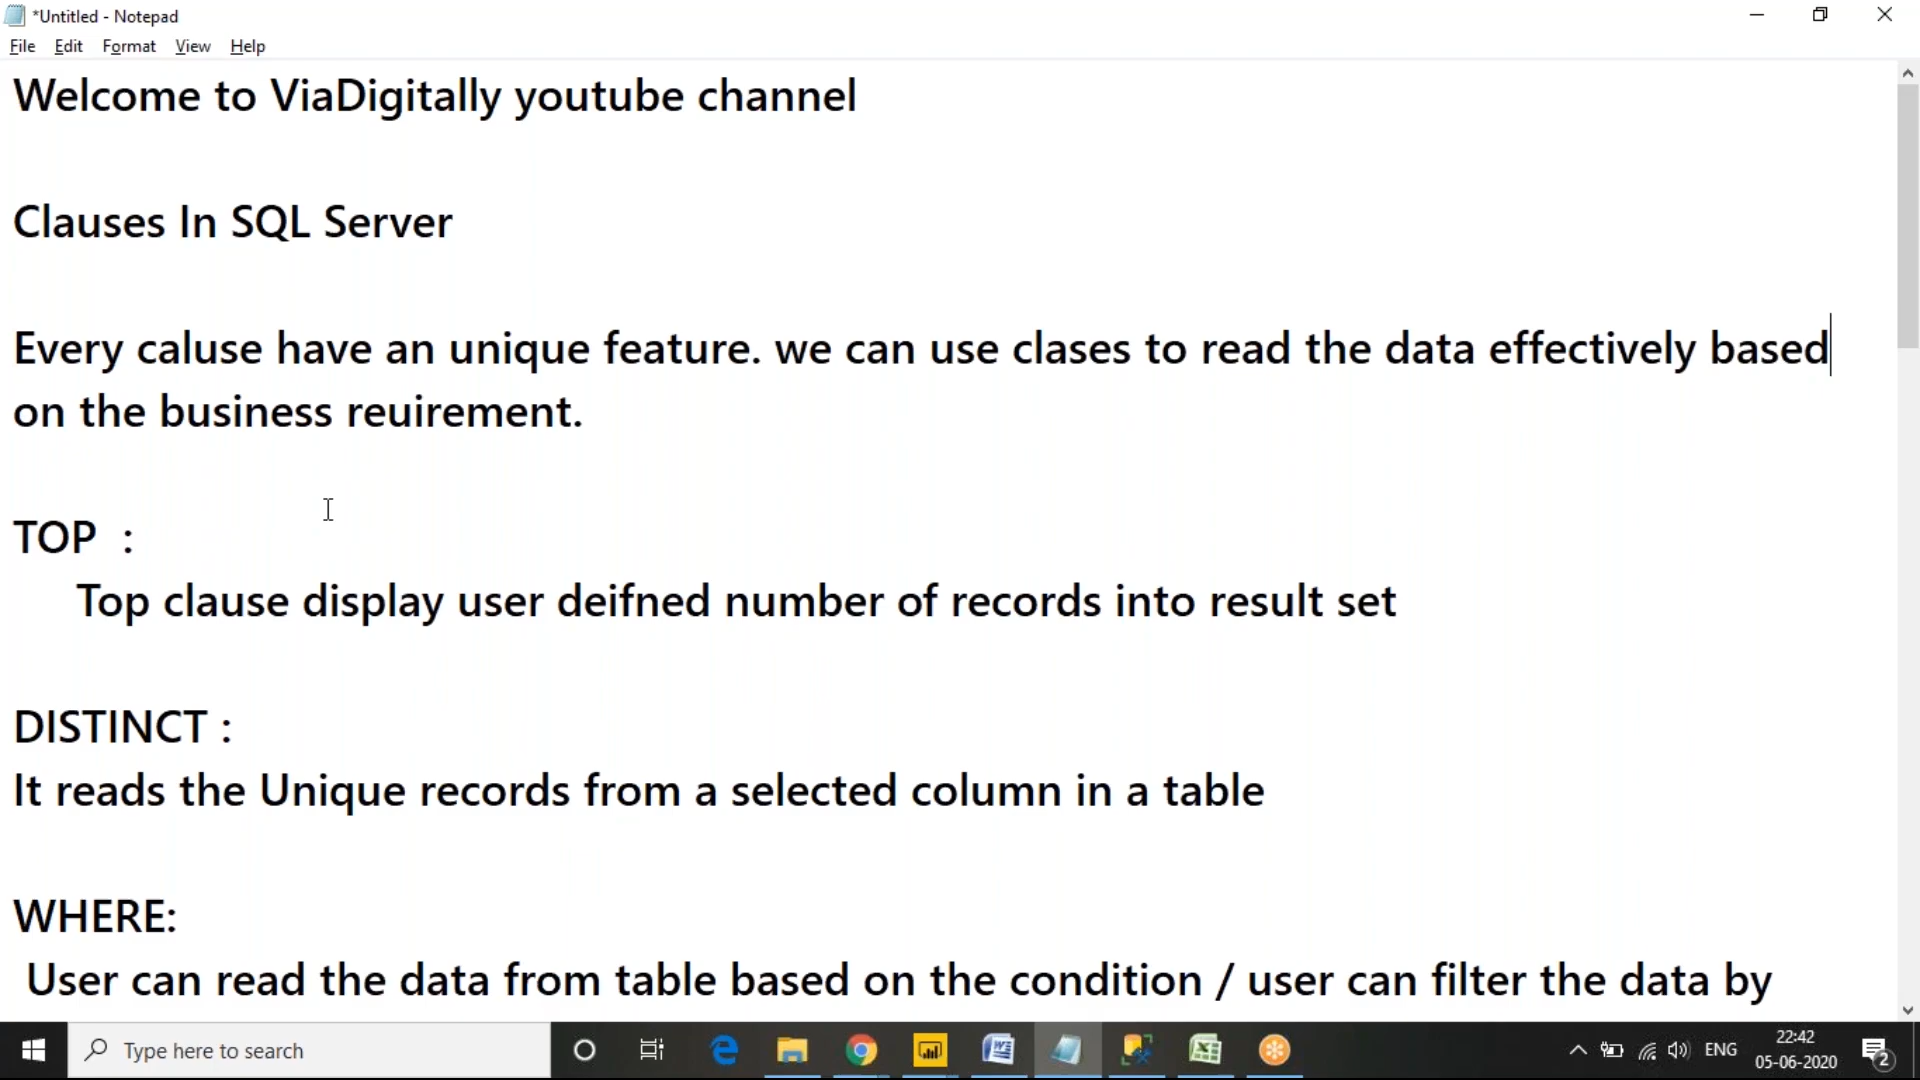 *Untitled - Notepad
File Edit Format View Help
Welcome to ViaDigitally youtube channel
Clauses In SQL Server
Every caluse have an unique feature. we can use clases to read the data effectively based
on the business reuirement.
TOP :
Top clause display user deifned number of records into result set
DISTINCT :
It reads the Unique records from a selected column in a table
WHERE:
User can read the data from table based on the condition / user can filter the data by
Type here to search
ENG
22:42
05-06-2020
2